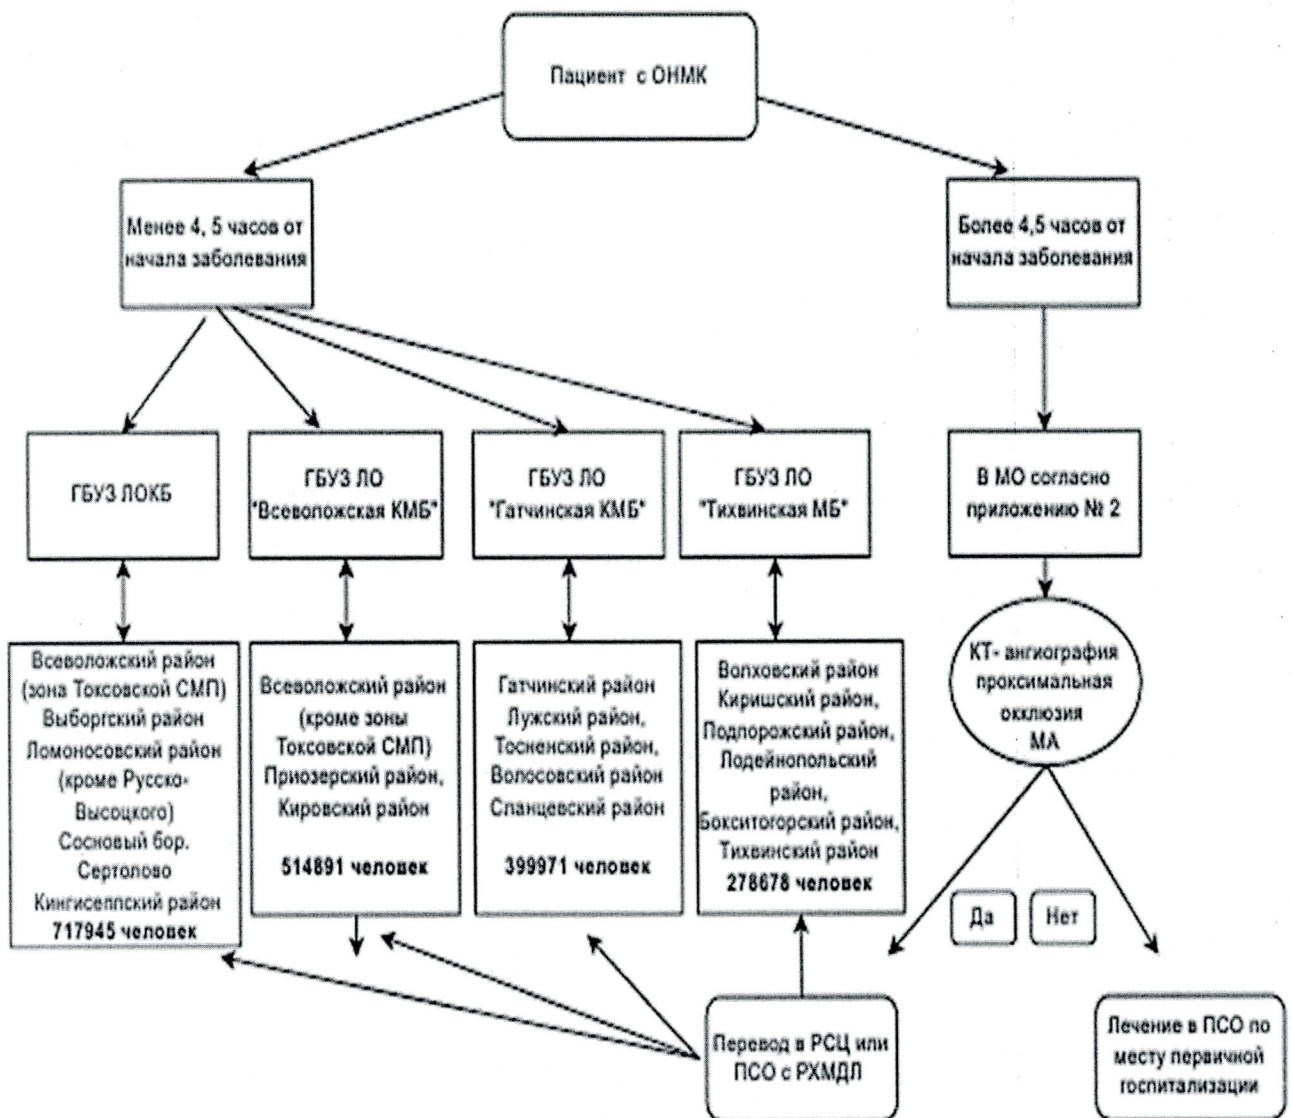 Пациент с ОНМК
Менее 4, 5 часов от
начала заболевания
Более 4,5 часов от
начала заболевания
ГБУЗ ЛОКБ
ГБУЗ ЛО
"Всеволожская КМБ"
ГБУЗ ЛО
"Гатчинская КМБ"
ГБУЗ ЛО
"Тихвинская МБ"
В МО согласно
приложению № 2
Всеволожский район
(зона Токсовской СМП)
Выборгский район
Ломоносовский район
(кроме Русско-
Высоцкого)
Сосновый бор.
Сертолово
Кингисеппский район
717945 человек
Всеволожский район
(кроме зоны
Токсовской СМП)
Приозерский район,
Кировский район
514891 человек
Гатчинский район
Лужский район,
Тосненский район,
Волосовский район
Сланцевский район
399971 человек
Волховский район
Киришский район,
Подпорожский район,
Лодейнопольский
район,
Бокситогорский район,
Тихвинский район
278678 человек
КТ- ангиография
проксимальная
окклюзия
МА
Да
Нет
Перевод в РСЦ или
ПСО с РХМДЛ
Лечение в ПСО по
месту первичной
госпитализации